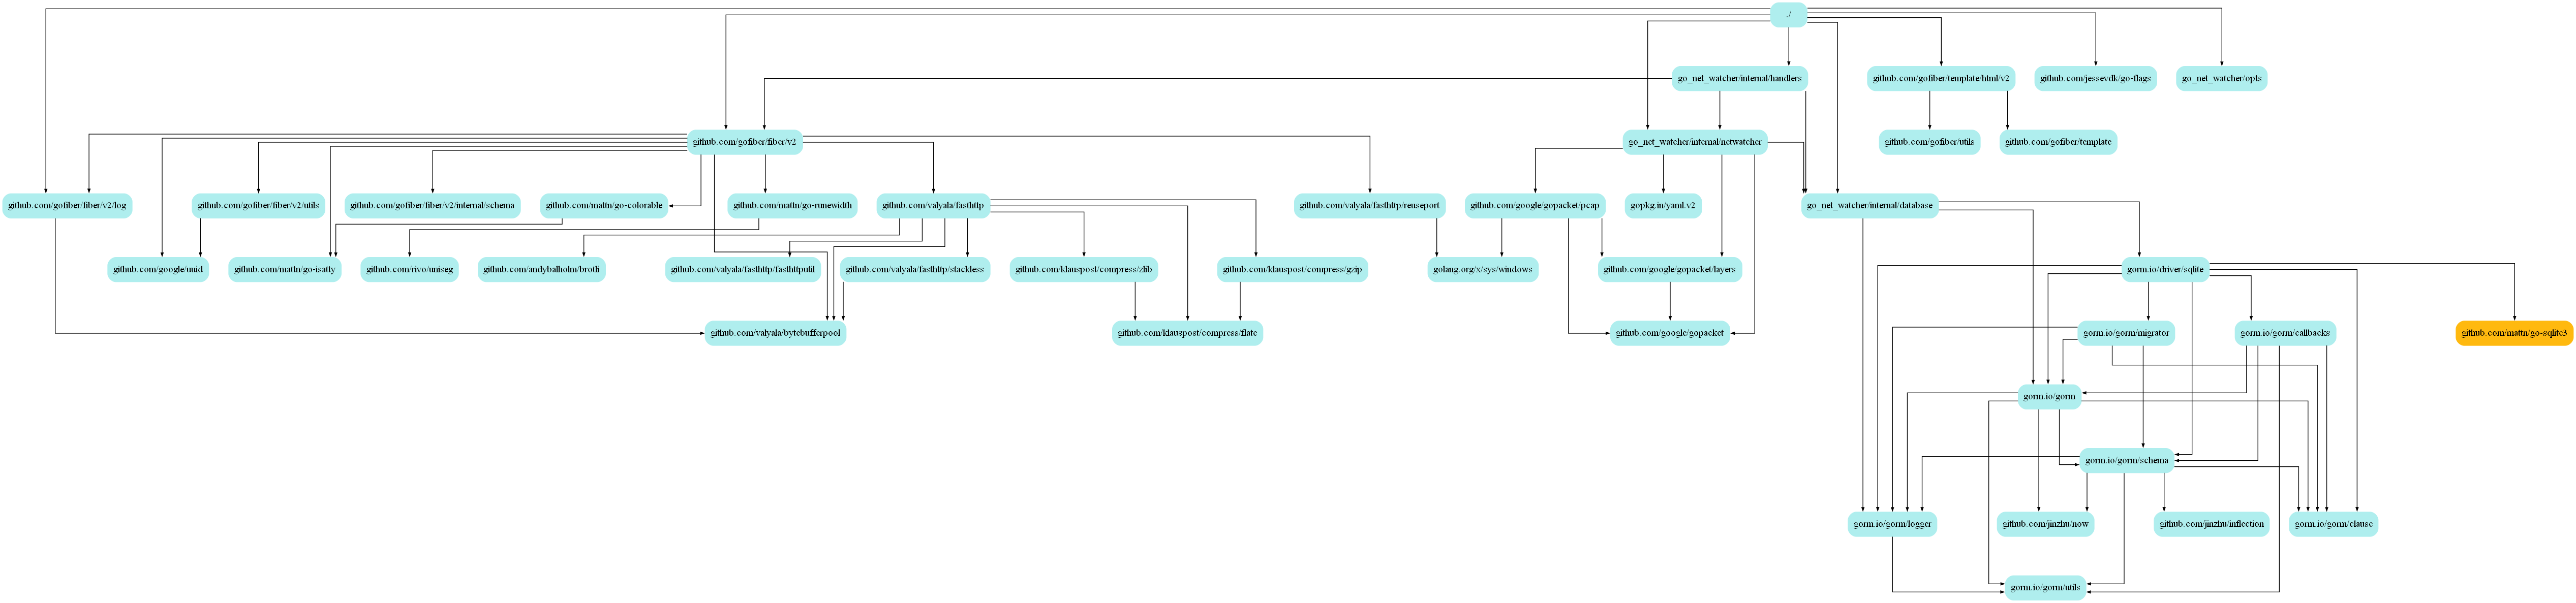 ./
go_net_watcher/internal/handlers
github.com/gofiber/template/html/v2
github.com/jessevdk/go-flags
go_net_watcher/opts
github.com/gofiber/fiber/v2
go_net_watcher/internal/netwatcher
github.com/gofiber/utils
github.com/gofiber/template
github.com/gofiber/fiber/v2/log
github.com/gofiber/fiber/v2/utils
github.com/gofiber/fiber/v2/internal/schema
github.com/mattn/go-colorable
github.com/mattn/go-runewidth
github.com/valyala/fasthttp
github.com/valyala/fasthttp/reuseport
github.com/google/gopacket/pcap
gopkg.in/yaml.v2
go_net_watcher/internal/database
github.com/google/uuid
github.com/mattn/go-isatty
github.com/rivo/uniseg
github.com/andybalholm/brotli
github.com/valyala/fasthttp/fasthttputil
github.com/valyala/fasthttp/stackless
github.com/klauspost/compress/zlib
github.com/klauspost/compress/gzip
golang.org/x/sys/windows
github.com/google/gopacket/layers
gorm.io/driver/sqlite
github.com/valyala/bytebufferpool
github.com/klauspost/compress/flate
github.com/google/gopacket
gorm.io/gorm/migrator
gorm.io/gorm/callbacks
github.com/mattn/go-sqlite3
gorm.io/gorm
gorm.io/gorm/schema
gorm.io/gorm/logger
github.com/jinzhu/now
github.com/jinzhu/inflection
gorm.io/gorm/clause
gorm.io/gorm/utils